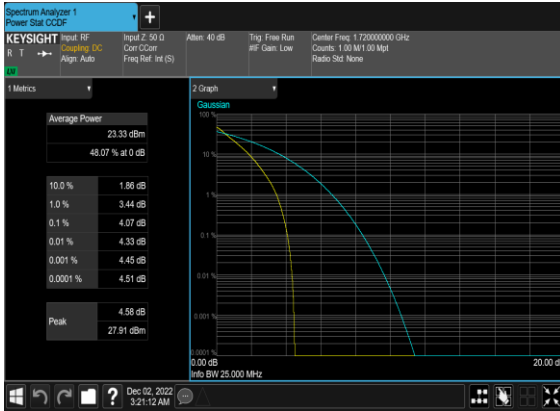 Spectrum Analyzer 1
Power Stat CCDF
KEYSIGHT
R T
Input: RF
Coupling: DC
Align: Auto
Input Z: 50 Ω
Corr CCorr
Freq Ref: Int (S)
Atten: 40 dB
Trig: Free Run
#IF Gain: Low
Center Freq: 1.720000000 GHz
Counts: 1.00 M/1.00 Mpt
Radio Std: None
1 Metrics
Average Power
23.33 dBm
48.07 % at 0 dB
10.0 % 1.86 dB
1.0 % 3.44 dB
0.1 % 4.07 dB
0.01 % 4.33 dB
0.001 % 4.45 dB
0.0001 % 4.51 dB
Peak
4.58 dB
27.91 dBm
2 Graph
Gaussian
100 %
10 %
1 %
0.1 %
0.01 %
0.001 %
0.0001 %
0.00 dB
20.00 d
Info BW 25.000 MHz
Dec 02, 2022
3:21:12 AM